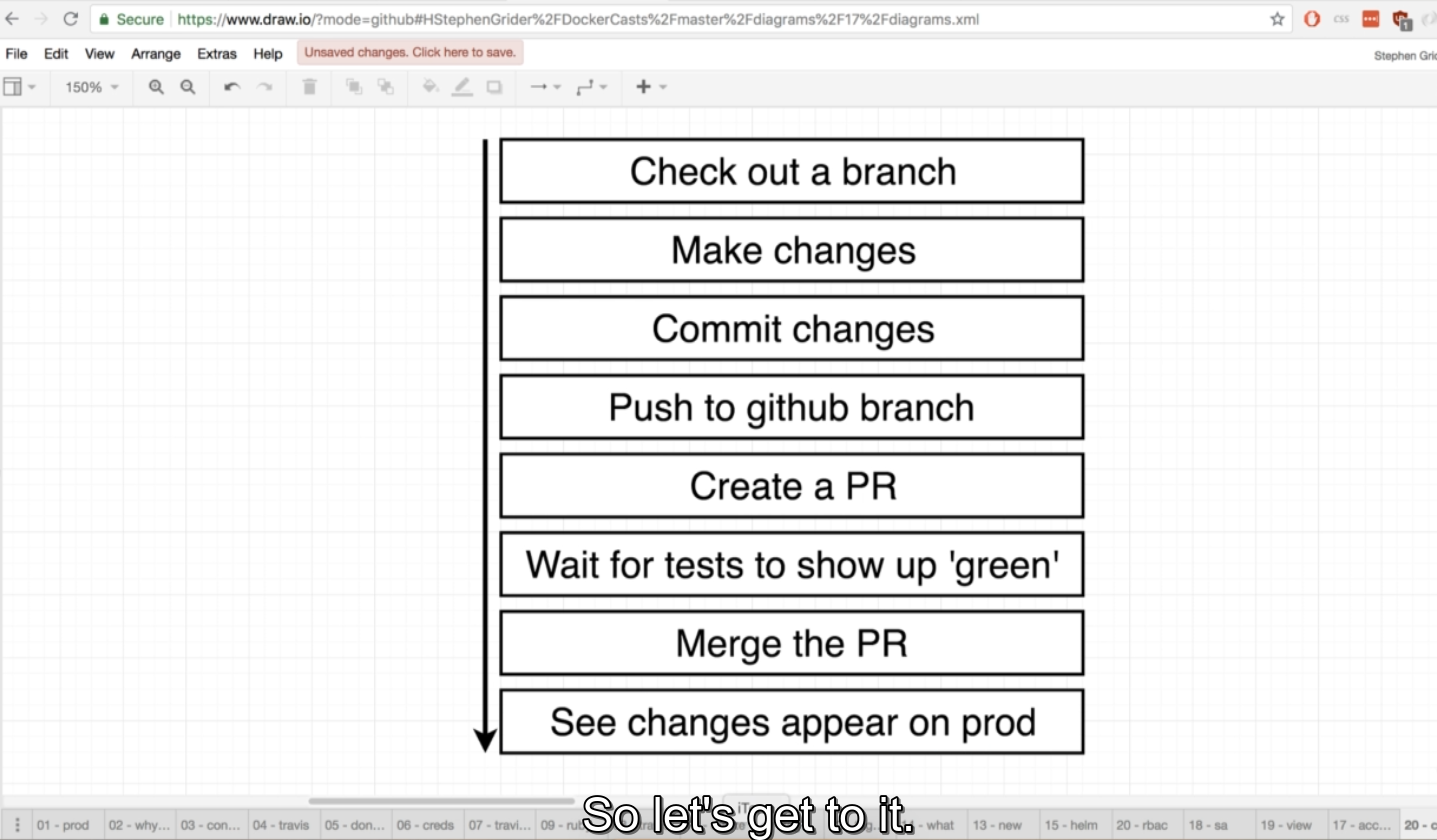 Secure https://www.draw.io/?mode=github#HStephenGrider%2FDockerCasts%2Fmaster%2Fdiagrams%2F17%2Fdiagrams.xml
CSS
1
File Edit View Arrange Extras Help Unsaved changes. Click here to save.
Stephen Grid
150%
Check out a branch
Make changes
Commit changes
Push to github branch
Create a PR
Wait for tests to show up 'green'
Merge the PR
See changes appear on prod
So let's get to it.
01 - prod 02 - why... 03 - con... 04 - travis 05 - don... 06 - creds 07 - travi... 09 - what 13 - new 15 - helm 20 - rbac 18 - sa 19 - view 17 - acc... 20 - c